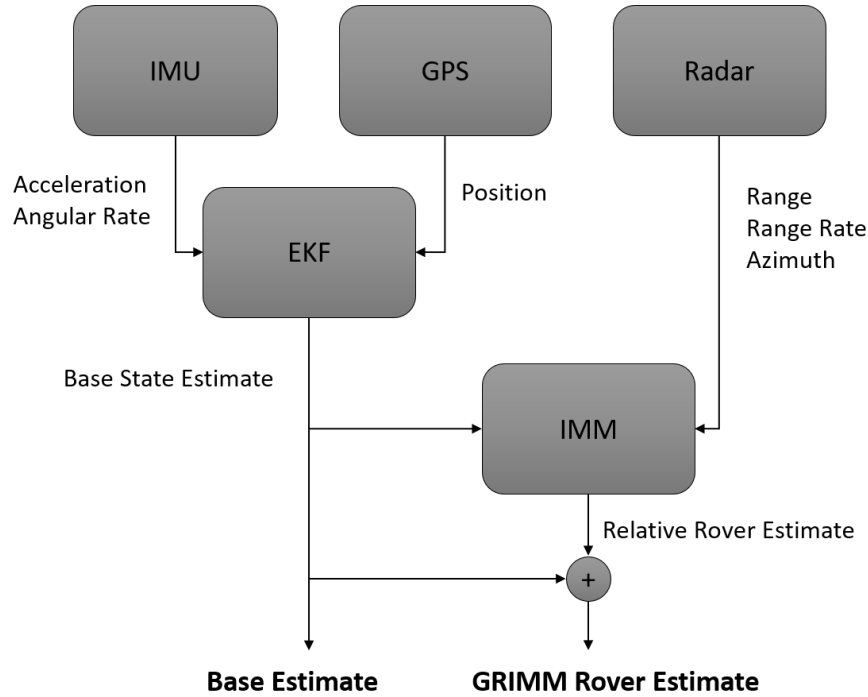 IMU
GPS
Radar
Acceleration
Angular Rate
Position
Range
Range Rate
Azimuth
EKF
Base State Estimate
IMM
Relative Rover Estimate
+
Base Estimate
GRIMM Rover Estimate